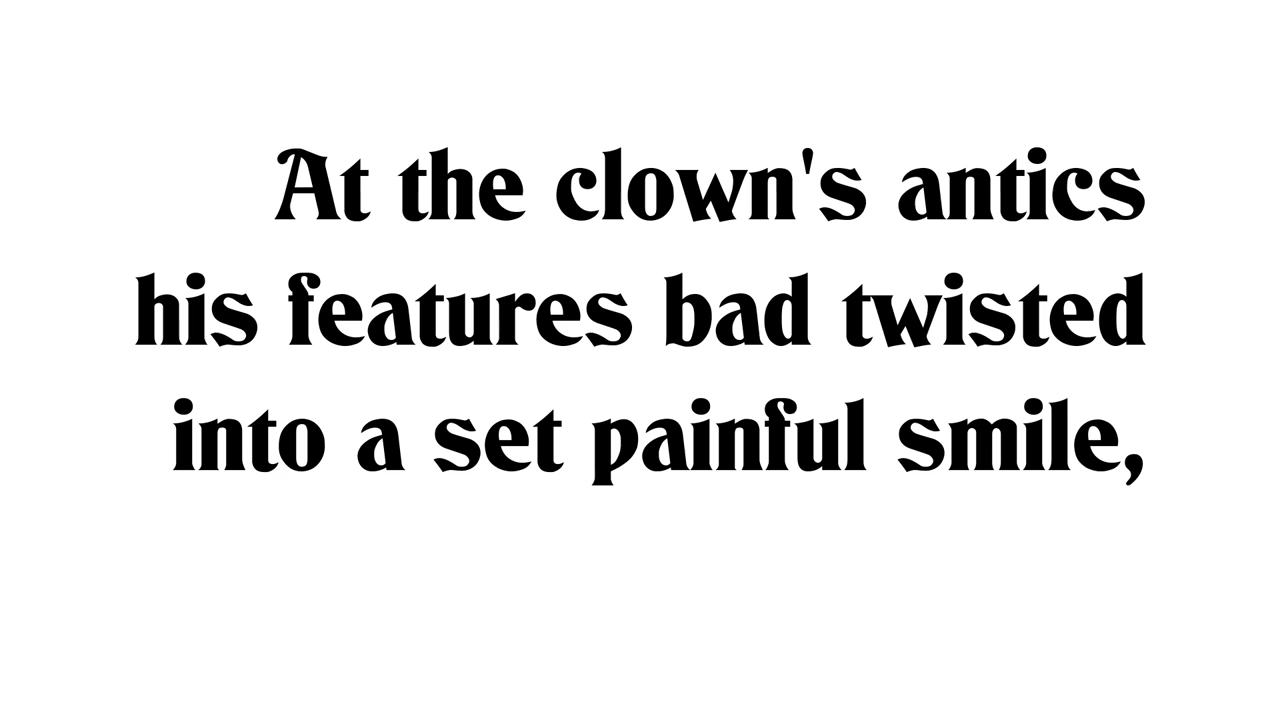 At the clown's antics
his features bad twisted
into a set painful smile,